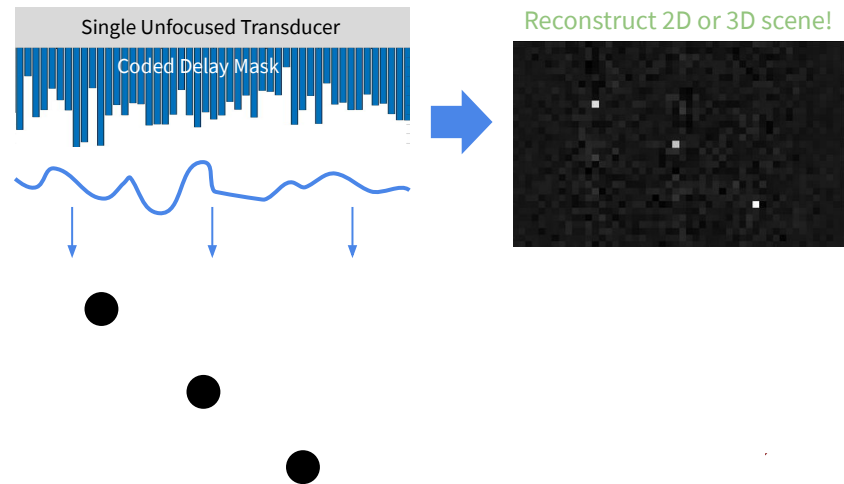 Single Unfocused Transducer
Coded Delay Mask
Reconstruct 2D or 3D scene!